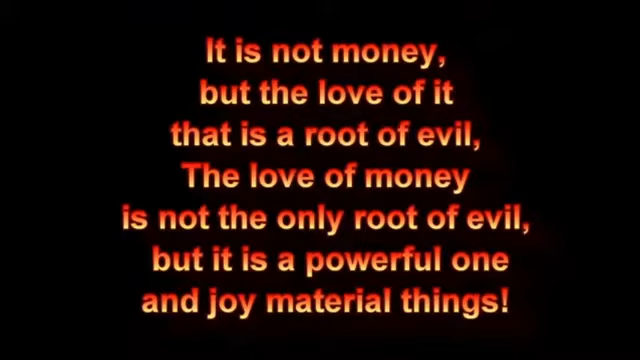 It is not money,
but the love of it
that is a root of evil,
The love of money
is not the only root of evil,
but it is a powerful one
and joy material things!